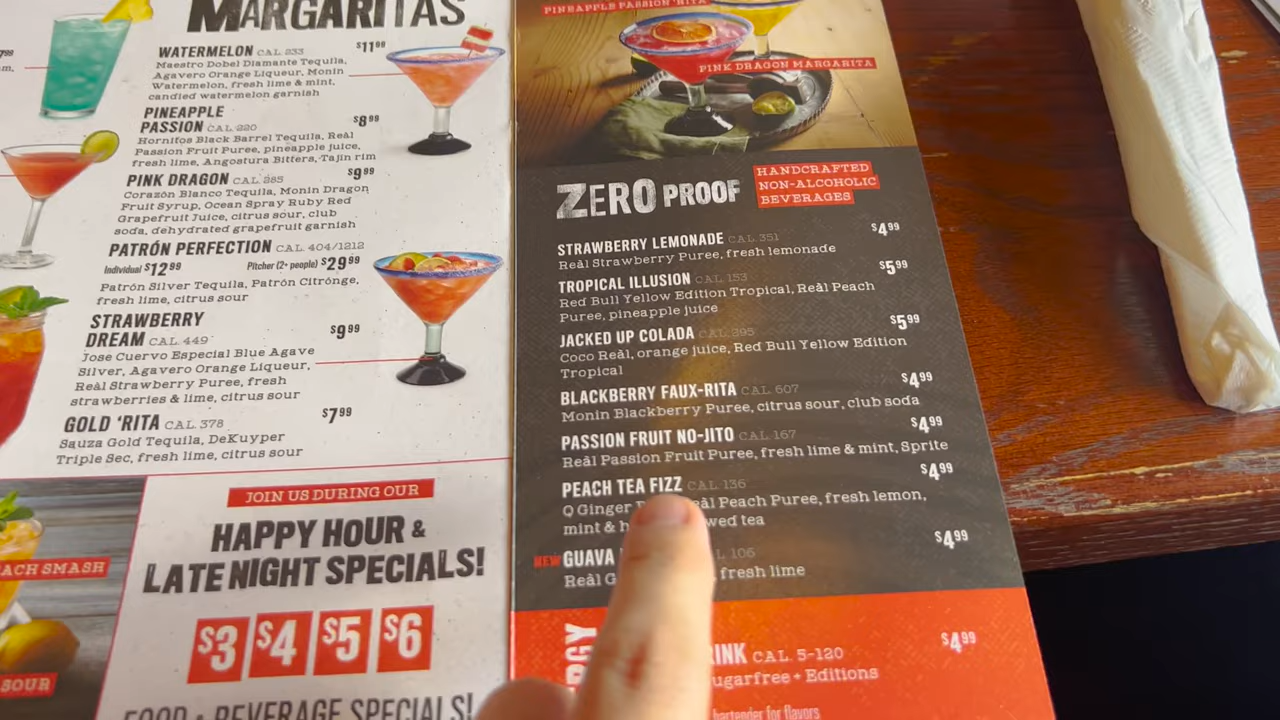 MARGARITAS
WATERMELON CAL 233 $11.99
Maestro Dobel Diamante Tequila,
Agavero Orange Liqueur, Monin
Watermelon, fresh lime & mint,
candied watermelon garnish
PINEAPPLE
PASSION CAL 220 $8.99
Hornitos Black Barrel Tequila, Reàl
Passion Fruit Puree, pineapple juice,
fresh lime, Angostura Bitters, Tajin rim
PINK DRAGON CAL 285 $9.99
Corazòn Blanco Tequila, Monin Dragon
Fruit Syrup, Ocean Spray Ruby Red
Grapefruit Juice, citrus sour, club
soda, dehydrated grapefruit garnish
PATRÓN PERFECTION CAL 404/1212
Individual $12.99 Pitcher (2+ people) $29.99
Patrón Silver Tequila, Patrón Citrónge,
fresh lime, citrus sour
STRAWBERRY
DREAM CAL 449 $9.99
Jose Cuervo Especial Blue Agave
Silver, Agavero Orange Liqueur,
Reàl Strawberry Puree, fresh
strawberries & lime, citrus sour
GOLD ‘RITA CAL 378 $7.99
Sauza Gold Tequila, DeKuyper
Triple Sec, fresh lime, citrus sour
ACH SMASH
SOUR
JOIN US DURING OUR
HAPPY HOUR &
LATE NIGHT SPECIALS!
$3 $4 $5 $6
FOOD + BEVERAGE SPECIALS!
PINEAPPLE PASSION ‘RITA
PINK DRAGON MARGARITA
ZERO PROOF
HANDCRAFTED
NON-ALCOHOLIC
BEVERAGES
STRAWBERRY LEMONADE CAL 351 $4.99
Reàl Strawberry Puree, fresh lemonade
TROPICAL ILLUSION CAL 153 $5.99
Red Bull Yellow Edition Tropical, Reàl Peach
Puree, pineapple juice
JACKED UP COLADA CAL 295 $5.99
Coco Reàl, orange juice, Red Bull Yellow Edition
Tropical
BLACKBERRY FAUX-RITA CAL 607 $4.99
Monin Blackberry Puree, citrus sour, club soda
PASSION FRUIT NO-JITO CAL 167 $4.99
Reàl Passion Fruit Puree, fresh lime & mint, Sprite
PEACH TEA FIZZ CAL 136 $4.99
Q Ginger Peach Puree, fresh lemon,
mint & tea
NEW GUAVA 106 $4.99
Reàl fresh lime
CAL 5-120 $4.99
ugarfree + Editions
bartender for flavors